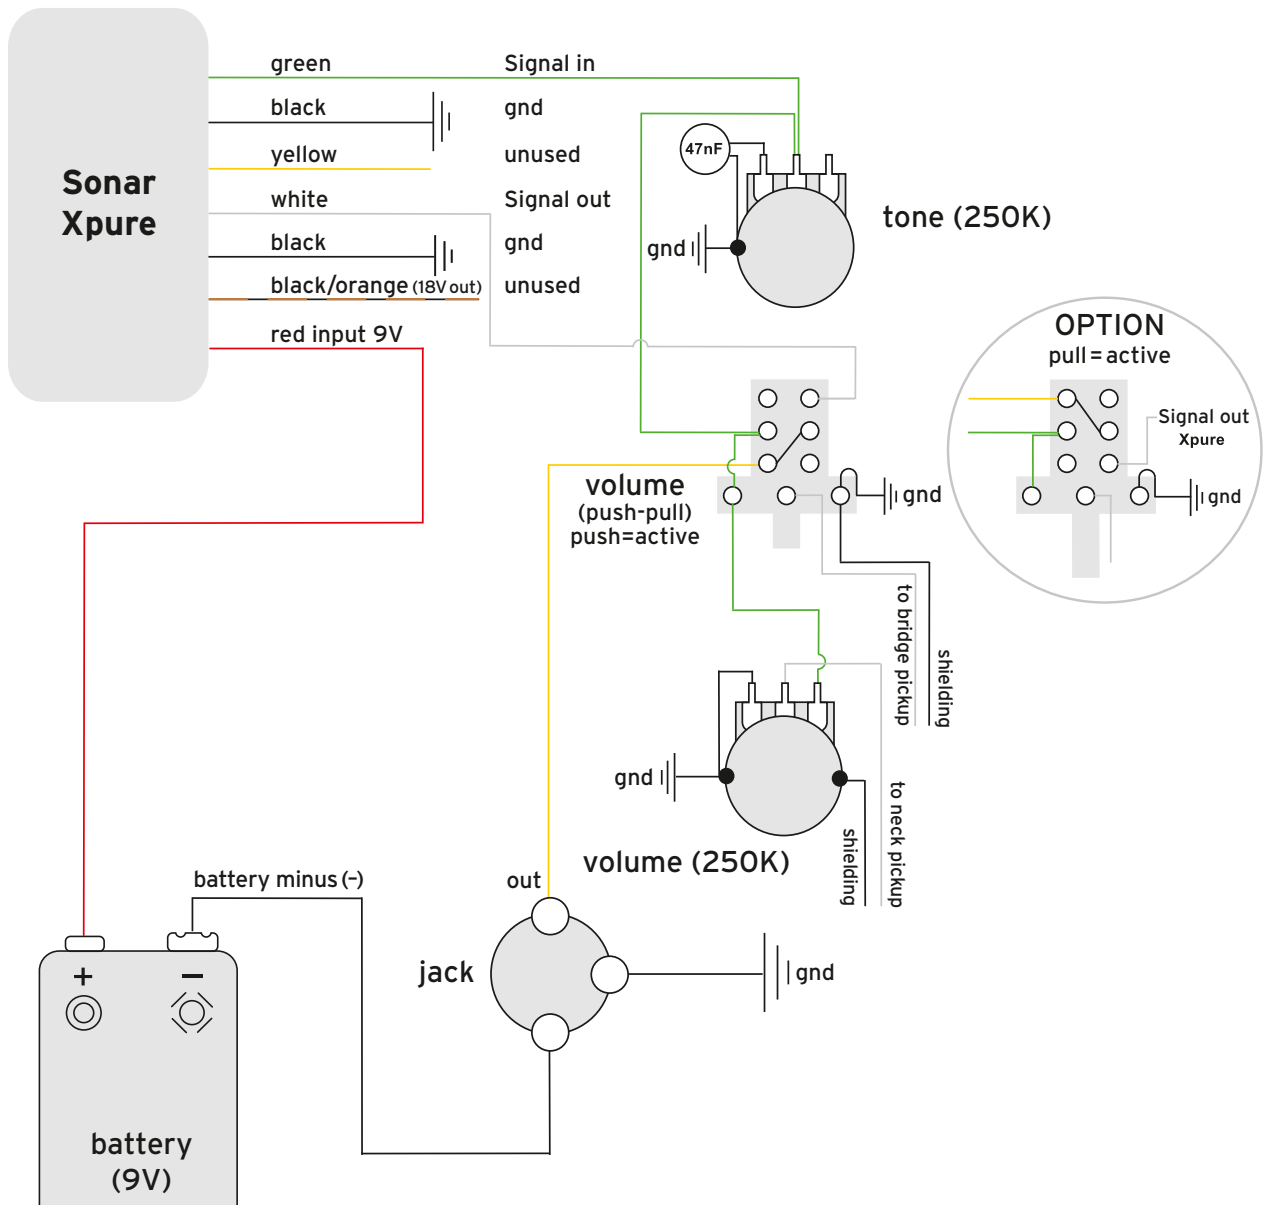 Sonar
Xpure
green
Signal in
black
gnd
yellow
unused
white
Signal out
black
gnd
black/orange (18V out)
unused
red input 9V
47nF
gnd
tone (250K)
OPTION
pull = active
Signal out
Xpure
gnd
volume
(push-pull)
push=active
gnd
to bridge pickup
shielding
gnd
volume (250K)
to neck pickup
shielding
battery minus (-)
out
jack
gnd
+
–
battery
(9V)